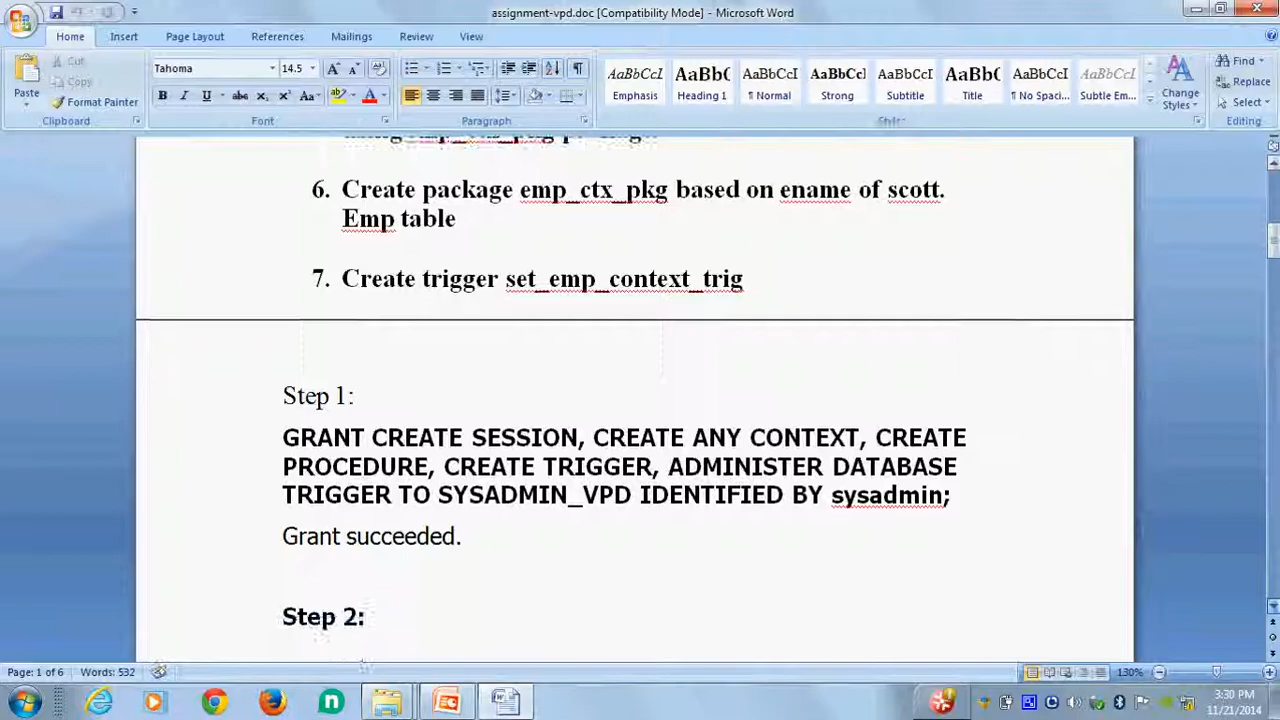 assignment-vpd.doc [Compatibility Mode] - Microsoft Word
Home Insert Page Layout References Mailings Review View
Paste
Cut
Copy
Format Painter
Clipboard
Tahoma 14.5
Font
Paragraph
AaBbCcI AaBbC AaBbCcI AaBbCcl AaBbCcI AaBbC AaBbCcI AaBbCcI
Emphasis Heading 1 ¶ Normal Strong Subtitle Title ¶ No Spaci... Subtle Em...
Change Styles
Find
Replace
Select
Editing
6. Create package emp_ctx_pkg based on ename of scott.
Emp table
7. Create trigger set_emp_context_trig
Step 1:
GRANT CREATE SESSION, CREATE ANY CONTEXT, CREATE
PROCEDURE, CREATE TRIGGER, ADMINISTER DATABASE
TRIGGER TO SYSADMIN_VPD IDENTIFIED BY sysadmin;
Grant succeeded.
Step 2:
Page: 1 of 6 Words: 532 130%
3:30 PM
11/21/2014